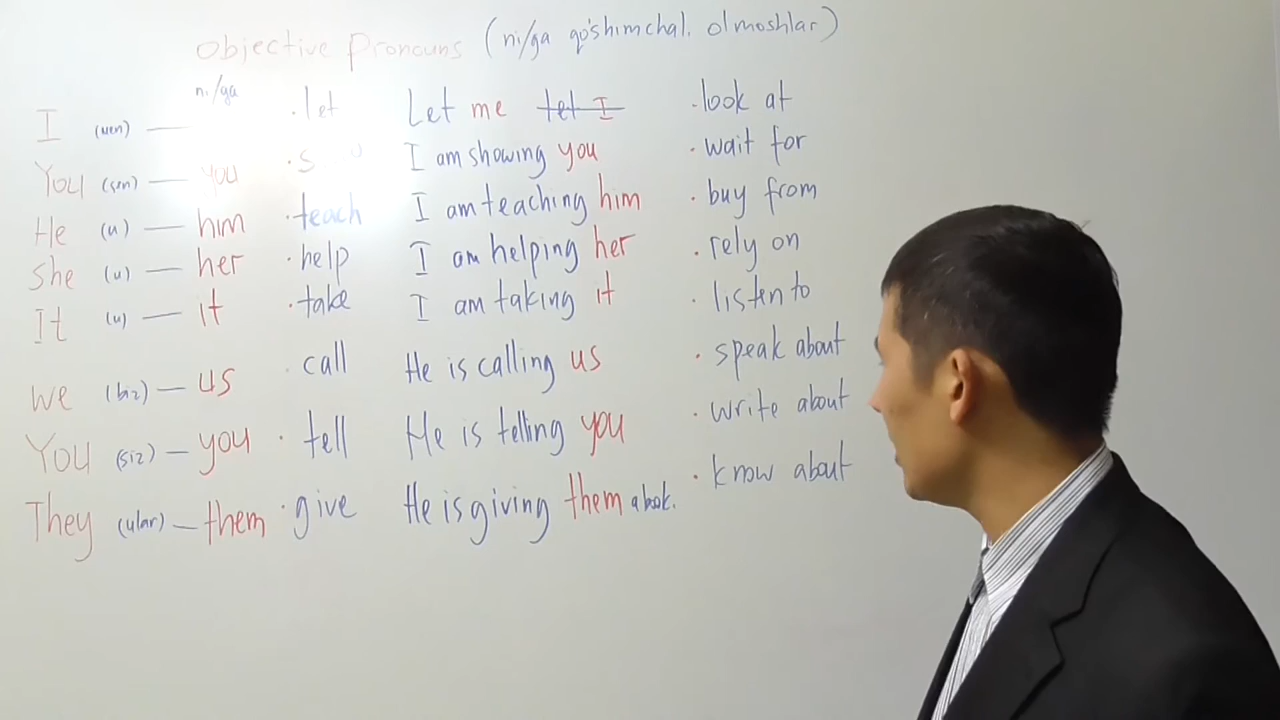 Objective Pronouns (ni/ga qo'shimchal. olmoshlar)
ni/ga
I (men) — · let Let me let I · look at
You (sen) — you · I am showing you · wait for
He (u) — him · teach I am teaching him · buy from
She (u) — her · help I am helping her · rely on
It (u) — it · take I am taking it · listen to
We (biz) — us · call He is calling us · speak about
You (siz) — you · tell He is telling you · write about
They (ular) — them · give He is giving them a book. · know about